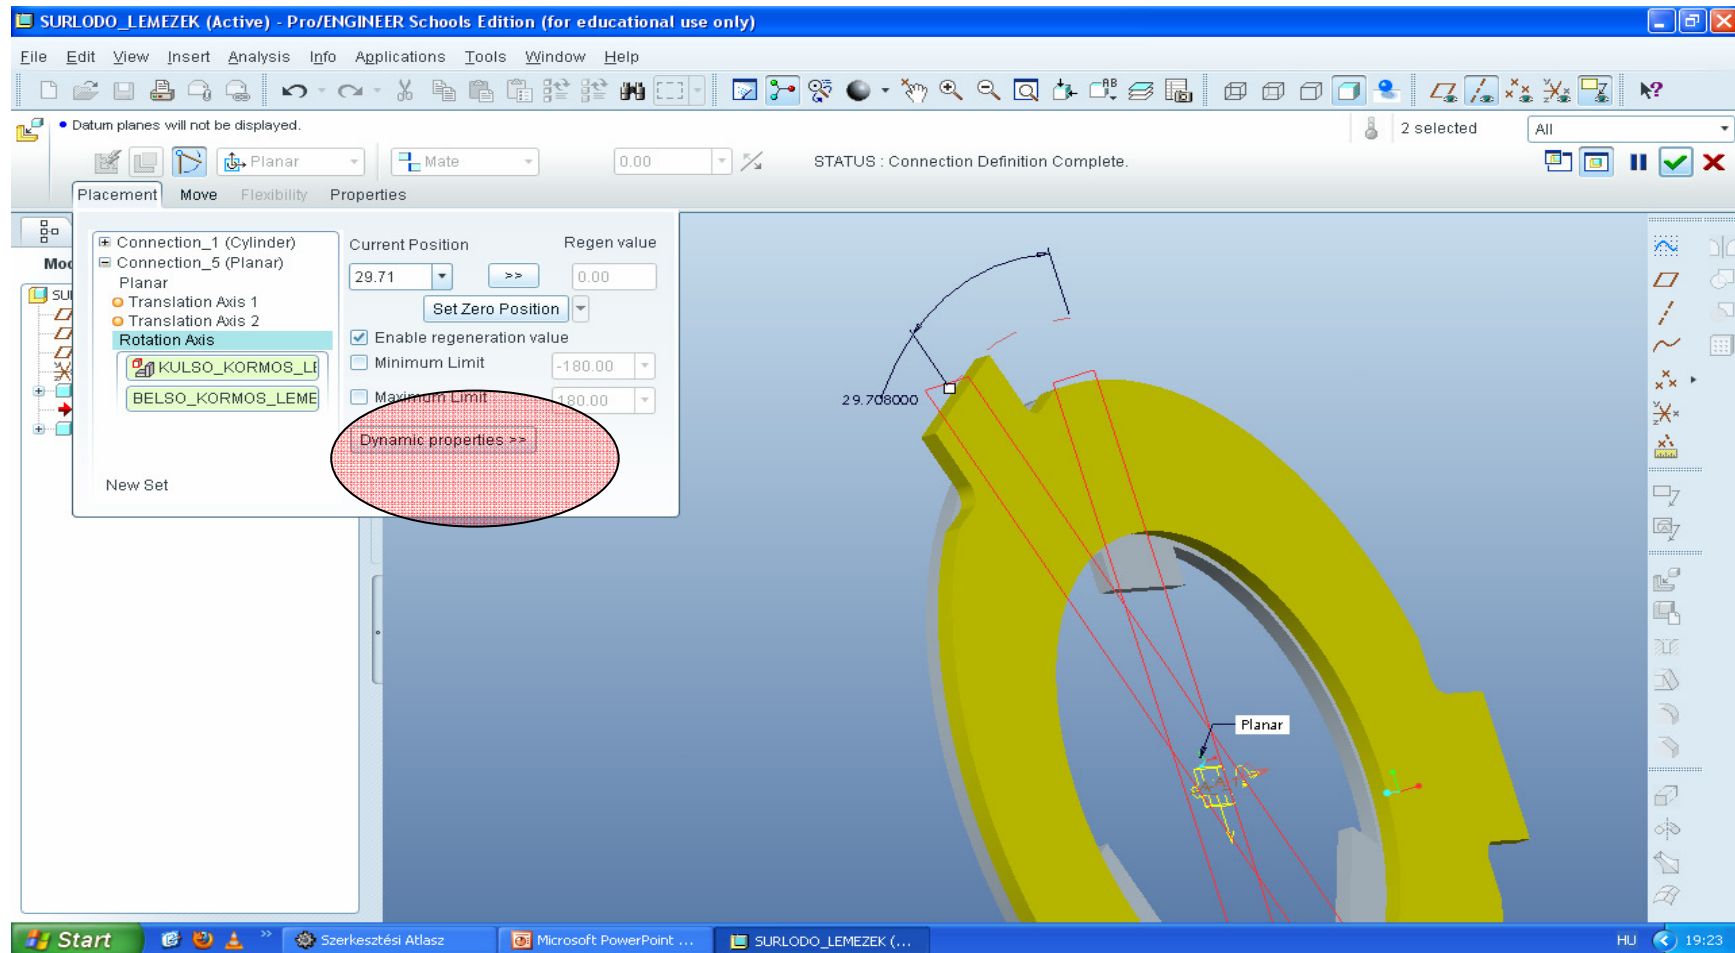 SURLODO_LEMEZEK (Active) - Pro/ENGINEER Schools Edition (for educational use only)
File Edit View Insert Analysis Info Applications Tools Window Help
• Datum planes will not be displayed.
2 selected All
Planar Mate 0.00 STATUS : Connection Definition Complete.
Placement Move Flexibility Properties
Connection_1 (Cylinder)
Connection_5 (Planar)
Planar
Translation Axis 1
Translation Axis 2
Rotation Axis
KULSO_KORMOS_LE
BELSO_KORMOS_LEME
New Set
Current Position Regen value
29.71 >> 0.00
Set Zero Position
Enable regeneration value
Minimum Limit -180.00
Maximum Limit 180.00
Dynamic properties >>
Moc
SUI
29.708000
Planar
Start Szerkesztési Atlasz Microsoft PowerPoint ... SURLODO_LEMEZEK (... HU 19:23